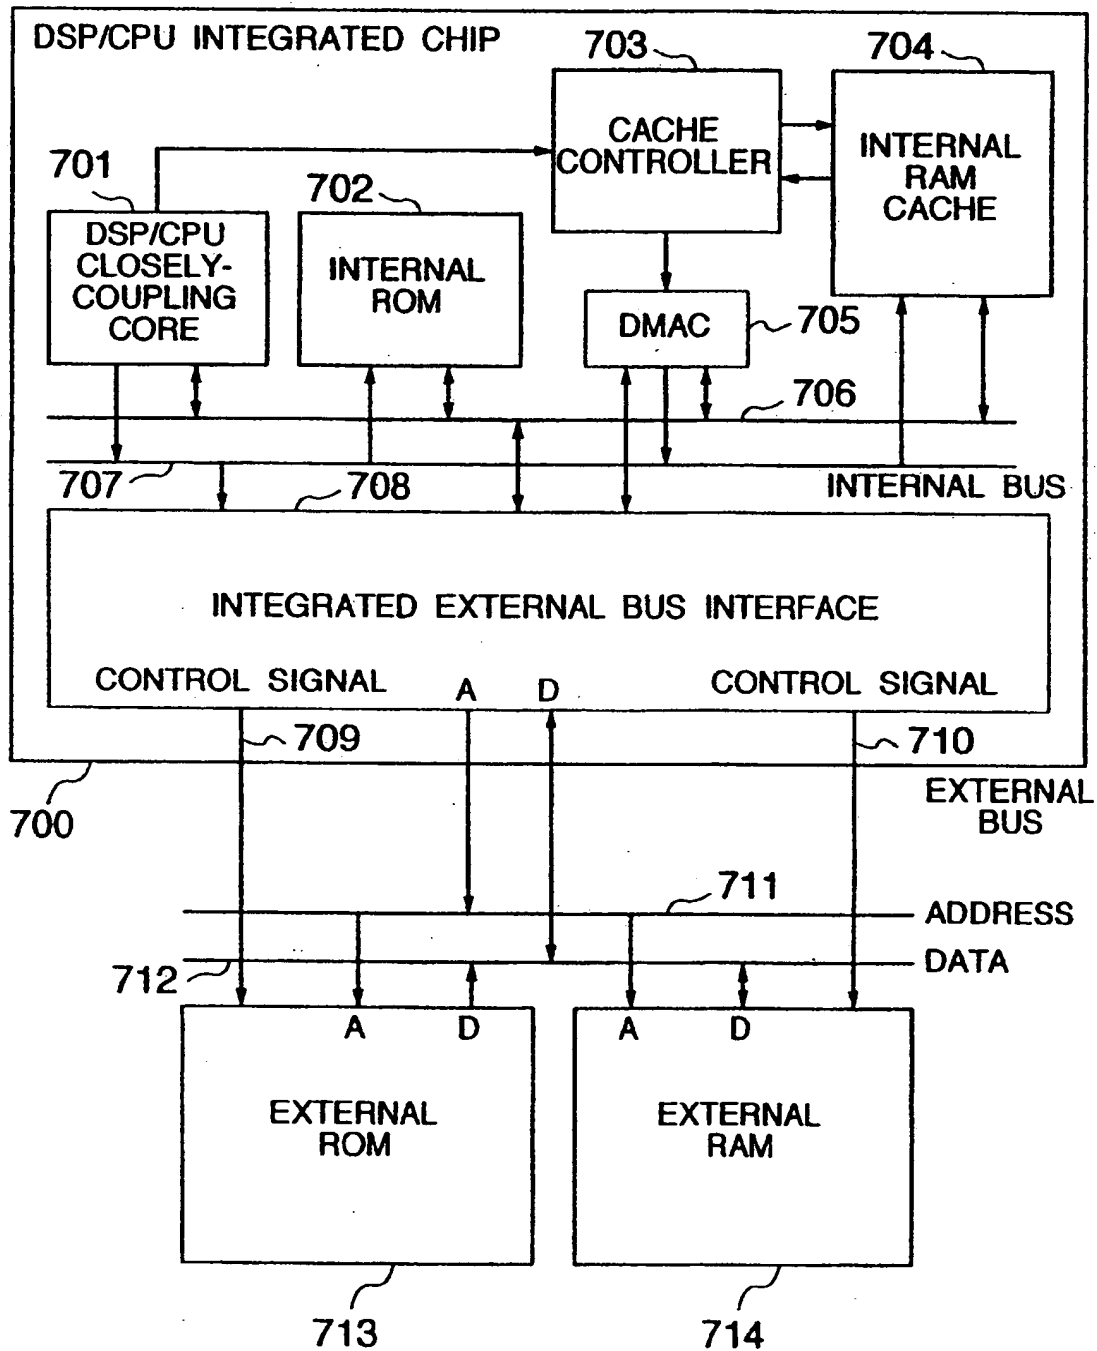 DSP/CPU INTEGRATED CHIP
703
704
CACHE
CONTROLLER
INTERNAL
RAM
CACHE
701
702
DSP/CPU
CLOSELY-
COUPLING
CORE
INTERNAL
ROM
DMAC
705
706
707
708
INTERNAL BUS
INTEGRATED EXTERNAL BUS INTERFACE
CONTROL SIGNAL
A
D
CONTROL SIGNAL
709
710
700
EXTERNAL
BUS
711
ADDRESS
712
DATA
A
D
A
D
EXTERNAL
ROM
EXTERNAL
RAM
713
714